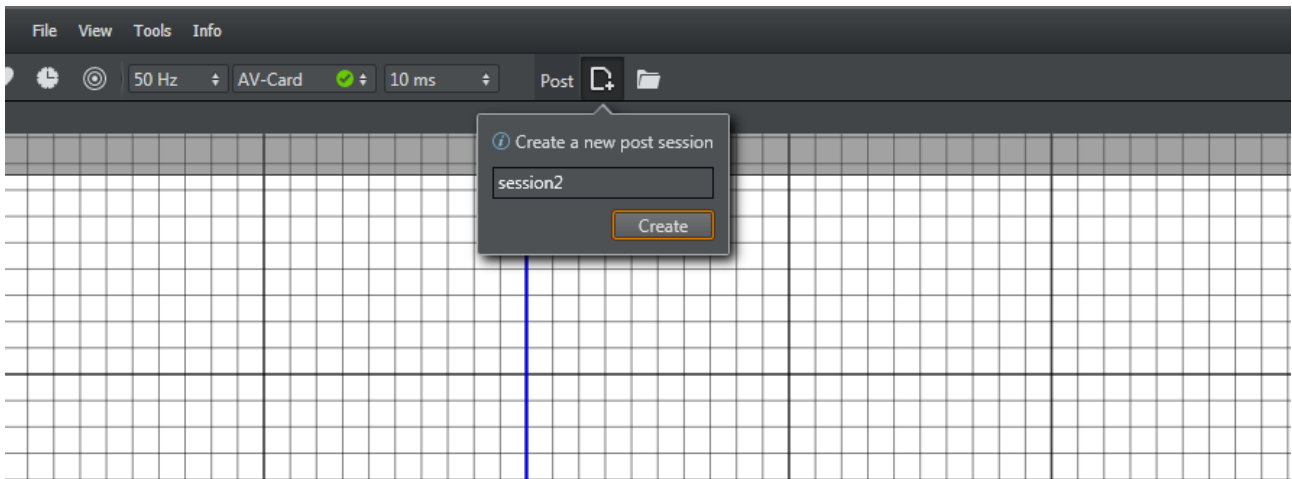 File View Tools Info
50 Hz AV-Card 10 ms Post
Create a new post session
session2
Create